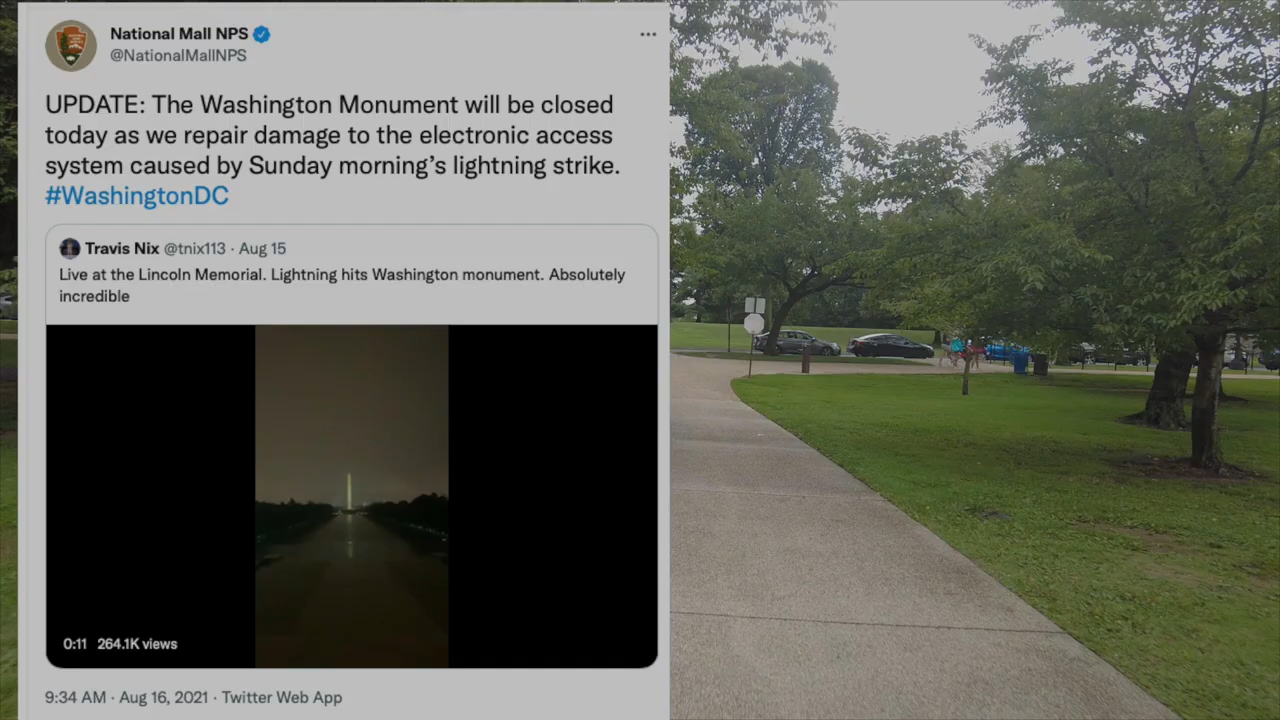 National Mall NPS
@NationalMallNPS
UPDATE: The Washington Monument will be closed
today as we repair damage to the electronic access
system caused by Sunday morning’s lightning strike.
#WashingtonDC
Travis Nix @tnix113 · Aug 15
Live at the Lincoln Memorial. Lightning hits Washington monument. Absolutely
incredible
0:11 264.1K views
9:34 AM · Aug 16, 2021 · Twitter Web App